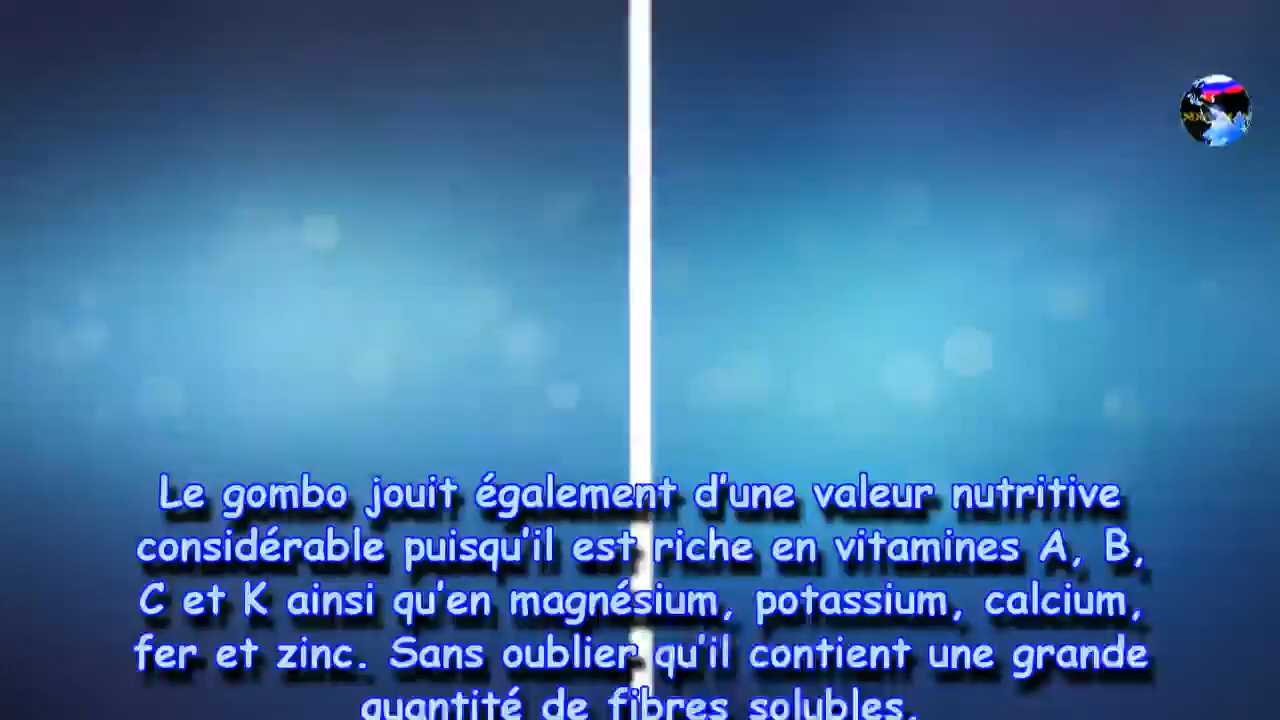 Le gombo jouit également d'une valeur nutritive
considérable puisqu'il est riche en vitamines A, B,
C et K ainsi qu'en magnésium, potassium, calcium,
fer et zinc. Sans oublier qu'il contient une grande
quantité de fibres solubles.